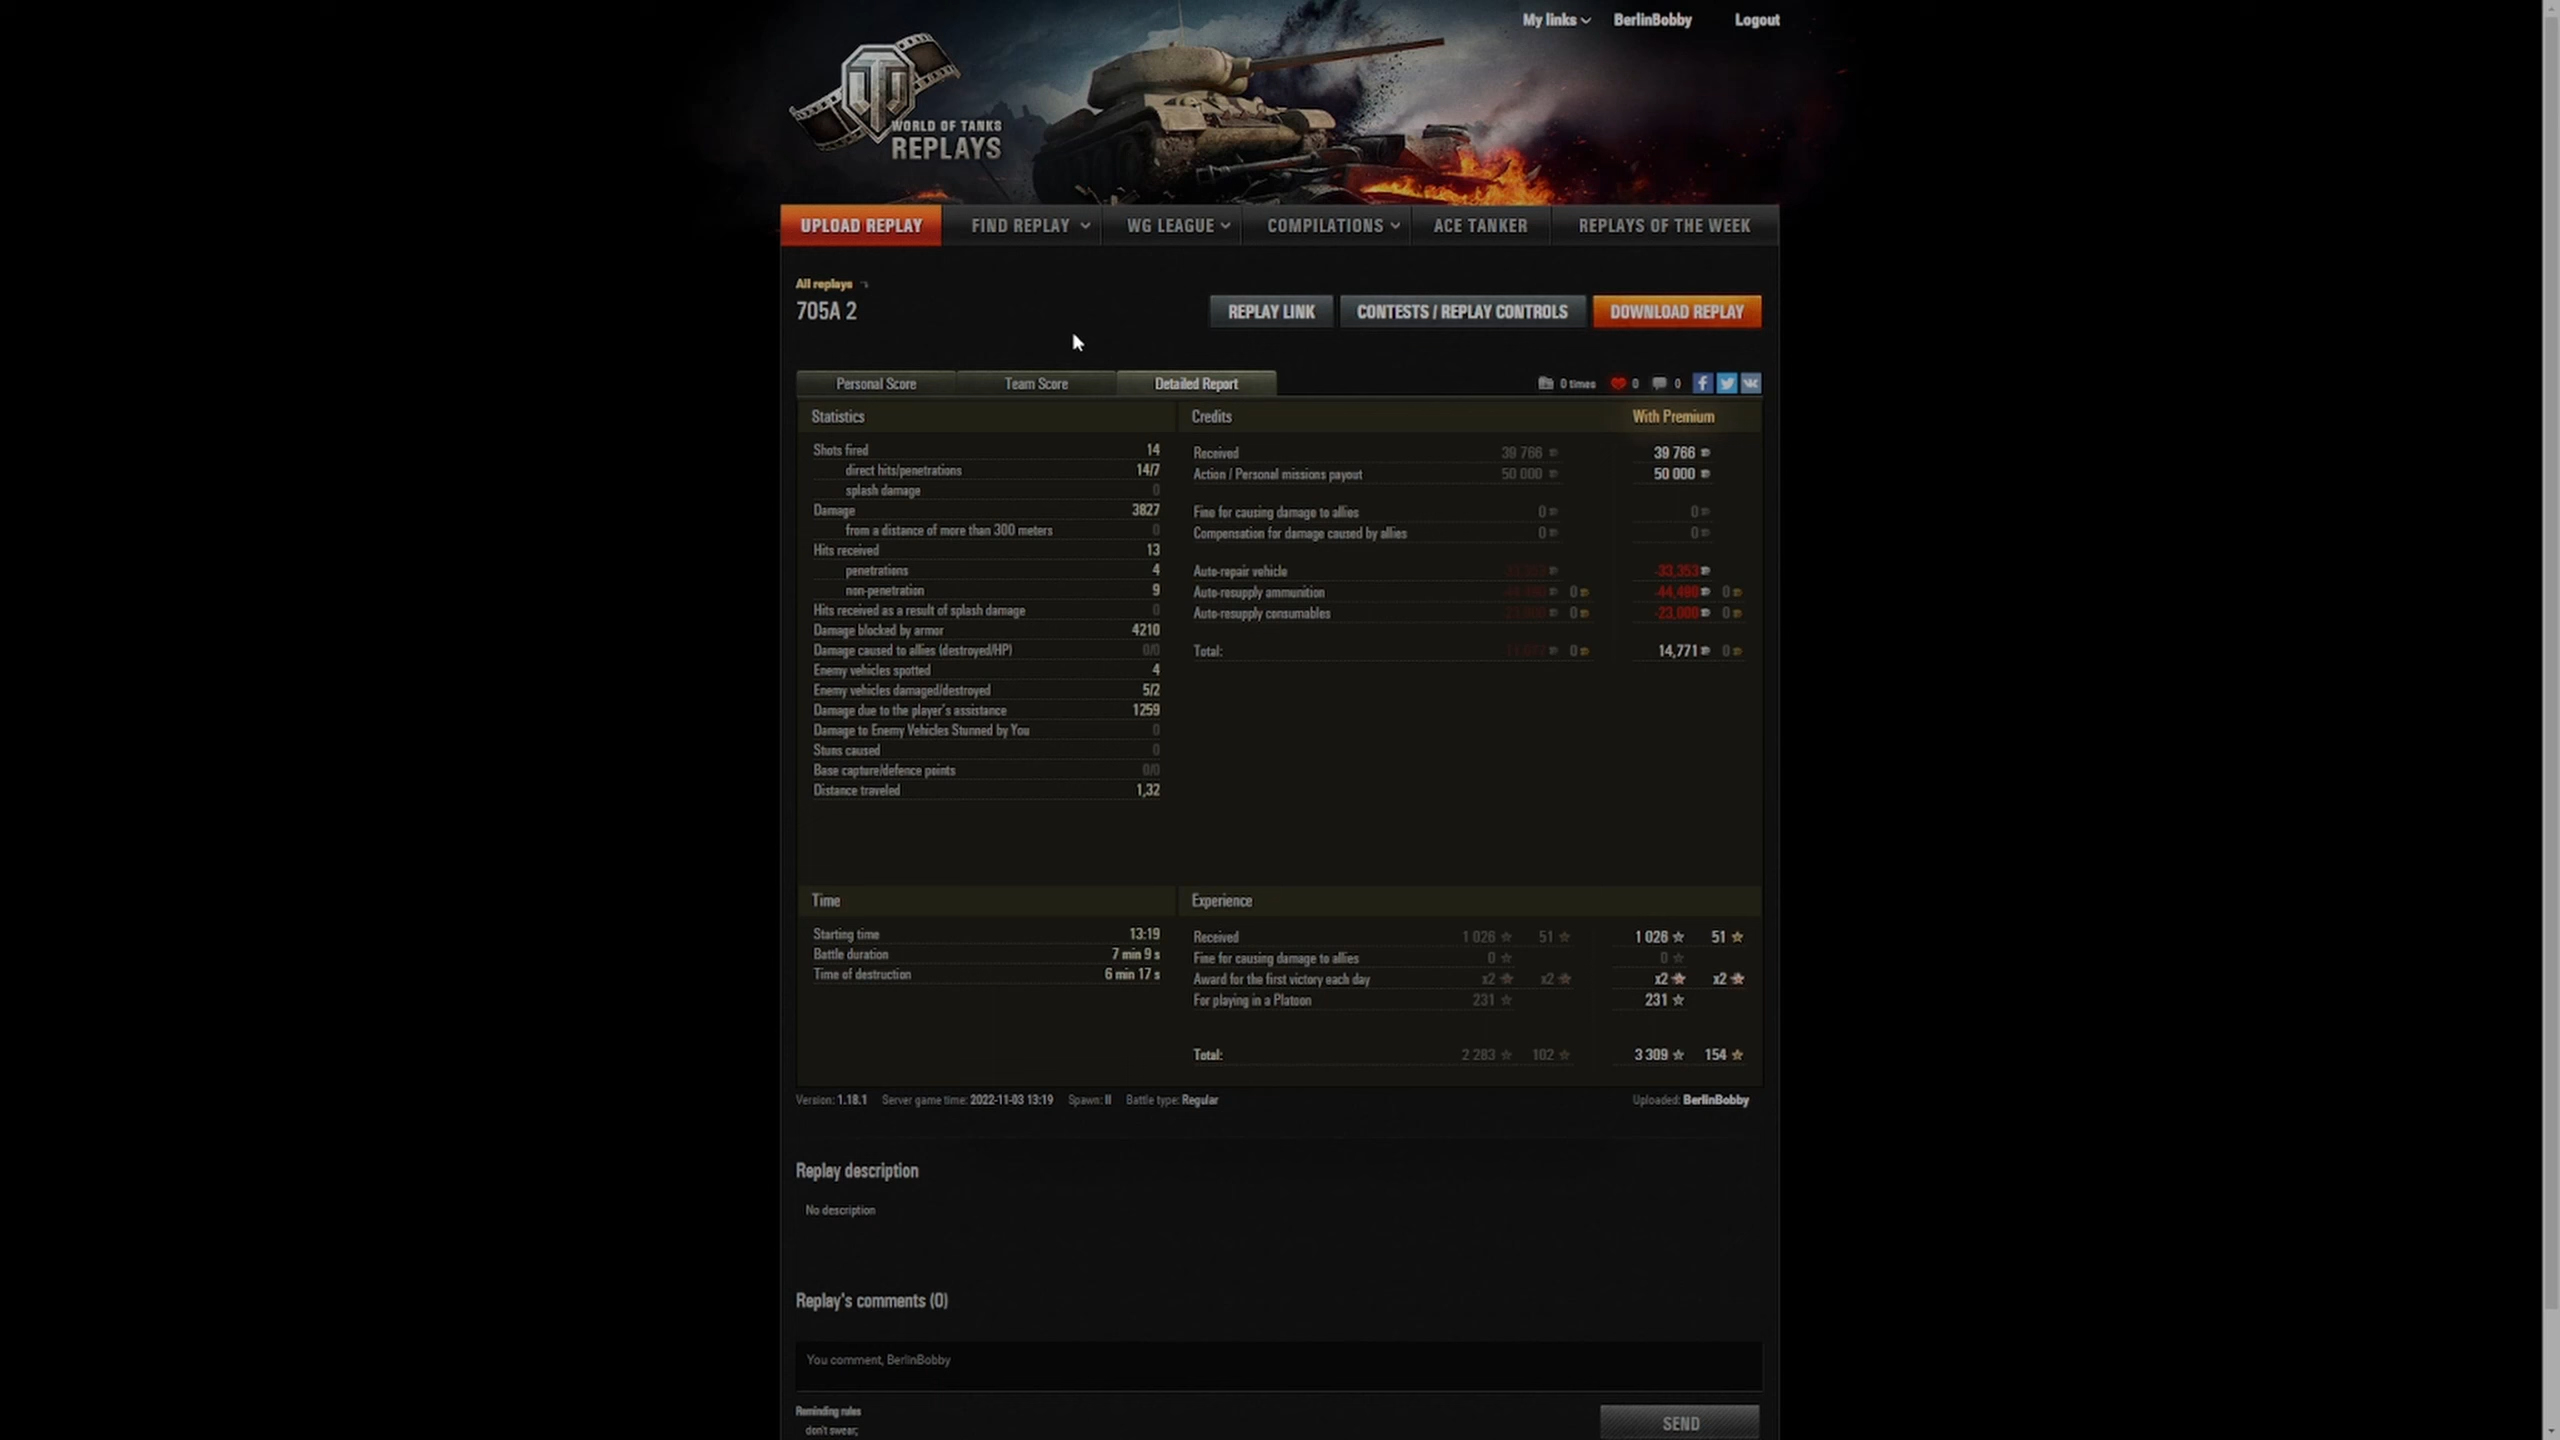 My links BerlinBobby Logout
WORLD OF TANKS
REPLAYS
UPLOAD REPLAY FIND REPLAY WG LEAGUE COMPILATIONS ACE TANKER REPLAYS OF THE WEEK
All replays
705A 2
REPLAY LINK CONTESTS / REPLAY CONTROLS DOWNLOAD REPLAY
Personal Score Team Score Detailed Report 0 times 0 0
Statistics Credits With Premium
Shots fired 14
direct hits/penetrations 14/7
splash damage 0
Damage 3827
from a distance of more than 300 meters 0
Hits received 13
penetrations 4
non-penetration 9
Hits received as a result of splash damage 0
Damage blocked by armor 4210
Damage caused to allies (destroyed/HP) 0/0
Enemy vehicles spotted 4
Enemy vehicles damaged/destroyed 5/2
Damage due to the player's assistance 1259
Damage to Enemy Vehicles Stunned by You 0
Stuns caused 0
Base capture/defence points 0/0
Distance traveled 1,32
Received 39 766 39 766
Action / Personal missions payout 50 000 50 000
Fine for causing damage to allies 0 0
Compensation for damage caused by allies 0 0
Auto-repair vehicle -33,353
Auto-resupply ammunition 0 0
Auto-resupply consumables 0 -23,000 0
Total: 0 14,771 0
Time Experience
Starting time 13:19
Battle duration 7 min 9 s
Time of destruction 6 min 17 s
Received 1 026 51 1 026 51
Fine for causing damage to allies 0 0
Award for the first victory each day x2 x2 x2 x2
For playing in a Platoon 231 231
Total: 2 283 102 3 309 154
Version: 1.18.1 Server game time: 2022-11-03 13:19 Spawn: II Battle type: Regular Uploaded: BerlinBobby
Replay description
No description
Replay's comments (0)
You comment, BerlinBobby
Reminding rules
don't swear;
SEND